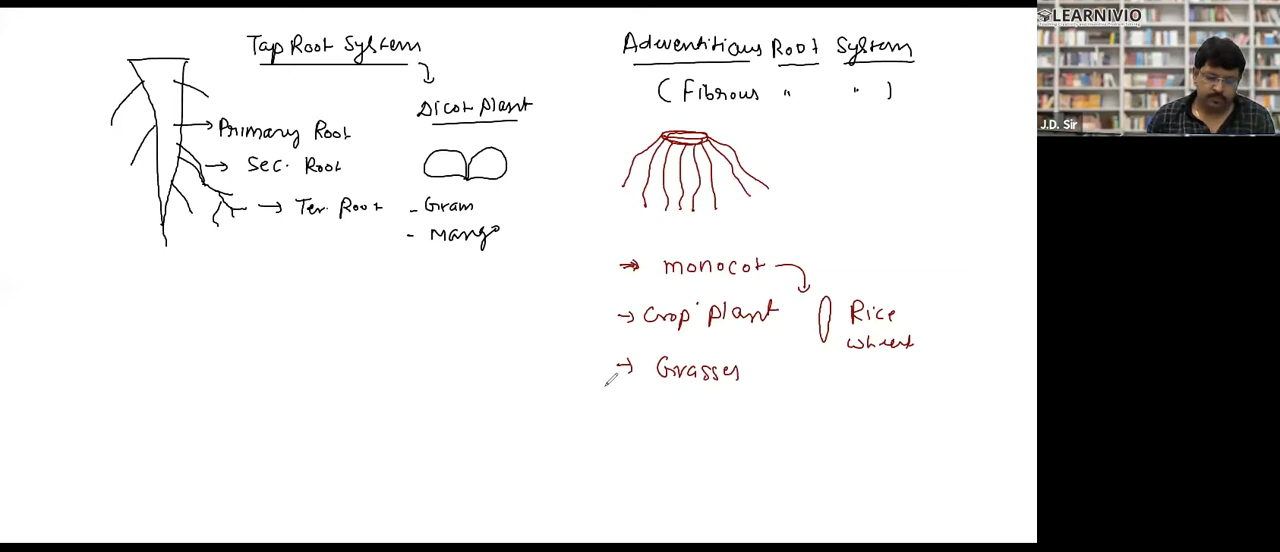 Tap Root System
Dicot Plant
Primary Root
Sec. Root
Ter. Root
- Gram
- Mango
Adventitious Root System
( Fibrous " " )
→ monocot
→ Crop Plant
Rice
wheat
→ Grasses
LEARNIVIO
J.D. Sir